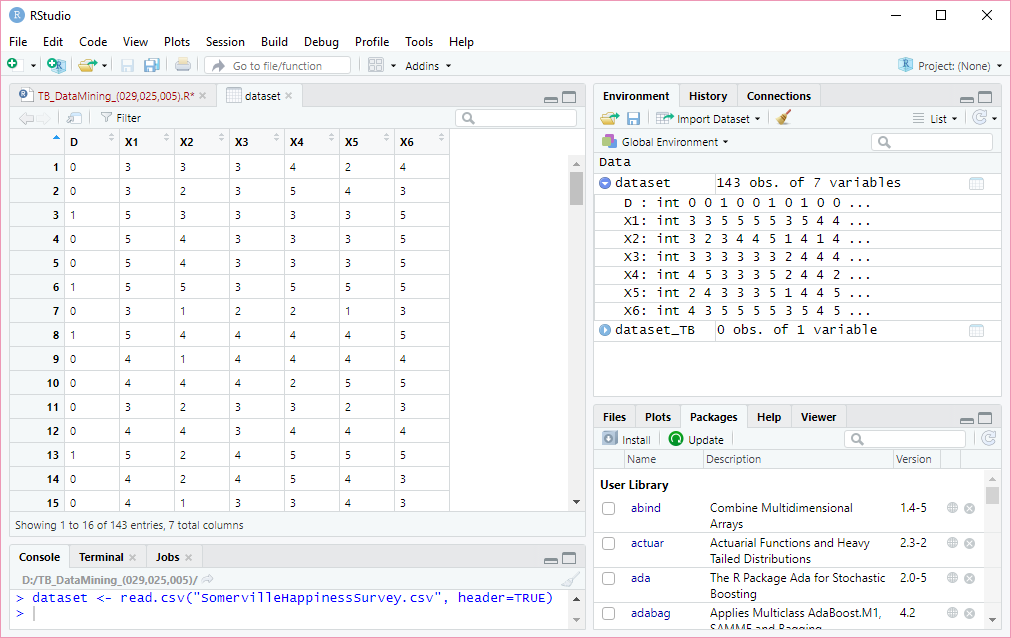 RStudio
File Edit Code View Plots Session Build Debug Profile Tools Help
Go to file/function Addins Project: (None)
TB_DataMining_(029,025,005).R* dataset
Filter
D X1 X2 X3 X4 X5 X6
1 0 3 3 3 4 2 4
2 0 3 2 3 5 4 3
3 1 5 3 3 3 3 5
4 0 5 4 3 3 3 5
5 0 5 4 3 3 3 5
6 1 5 5 3 5 5 5
7 0 3 1 2 2 1 3
8 1 5 4 4 4 4 5
9 0 4 1 4 4 4 4
10 0 4 4 4 2 5 5
11 0 3 2 3 3 2 3
12 0 4 4 3 4 4 4
13 1 5 2 4 5 5 5
14 0 4 2 4 5 4 3
15 0 4 1 3 3 4 3
Showing 1 to 16 of 143 entries, 7 total columns
Console Terminal Jobs
D:/TB_DataMining_(029,025,005)/
> dataset <- read.csv("SomervilleHappinessSurvey.csv", header=TRUE)
>
Environment History Connections
Import Dataset List
Global Environment
Data
dataset 143 obs. of 7 variables
D : int 0 0 1 0 0 1 0 1 0 0 ...
X1: int 3 3 5 5 5 5 3 5 4 4 ...
X2: int 3 2 3 4 4 5 1 4 1 4 ...
X3: int 3 3 3 3 3 3 2 4 4 4 ...
X4: int 4 5 3 3 3 5 2 4 4 2 ...
X5: int 2 4 3 3 3 5 1 4 4 5 ...
X6: int 4 3 5 5 5 5 3 5 4 5 ...
dataset_TB 0 obs. of 1 variable
Files Plots Packages Help Viewer
Install Update
Name Description Version
User Library
abind Combine Multidimensional 1.4-5
Arrays
actuar Actuarial Functions and Heavy 2.3-2
Tailed Distributions
ada The R Package Ada for Stochastic 2.0-5
Boosting
adabag Applies Multiclass AdaBoost.M1, 4.2
SAMME and Bagging